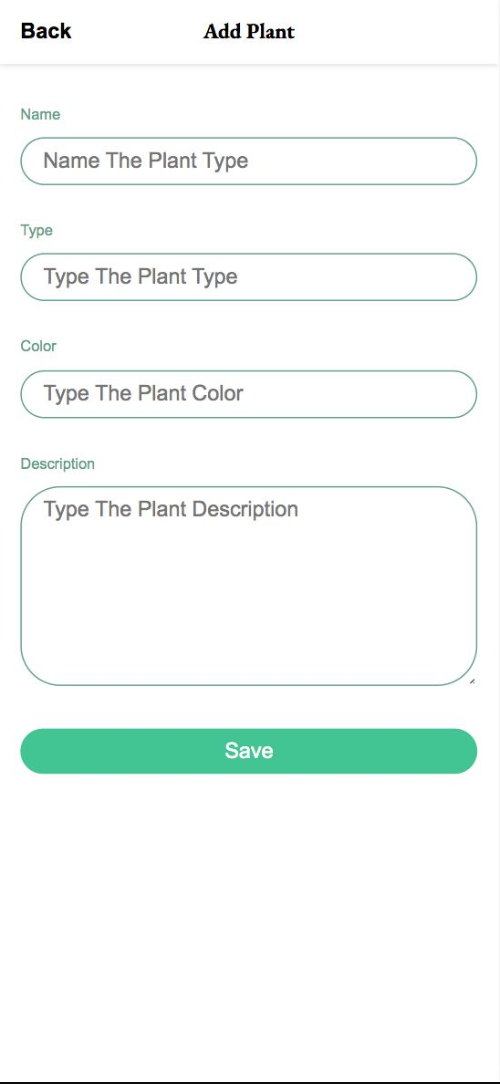 Back Add Plant
Name
Name The Plant Type
Type
Type The Plant Type
Color
Type The Plant Color
Description
Type The Plant Description
Save